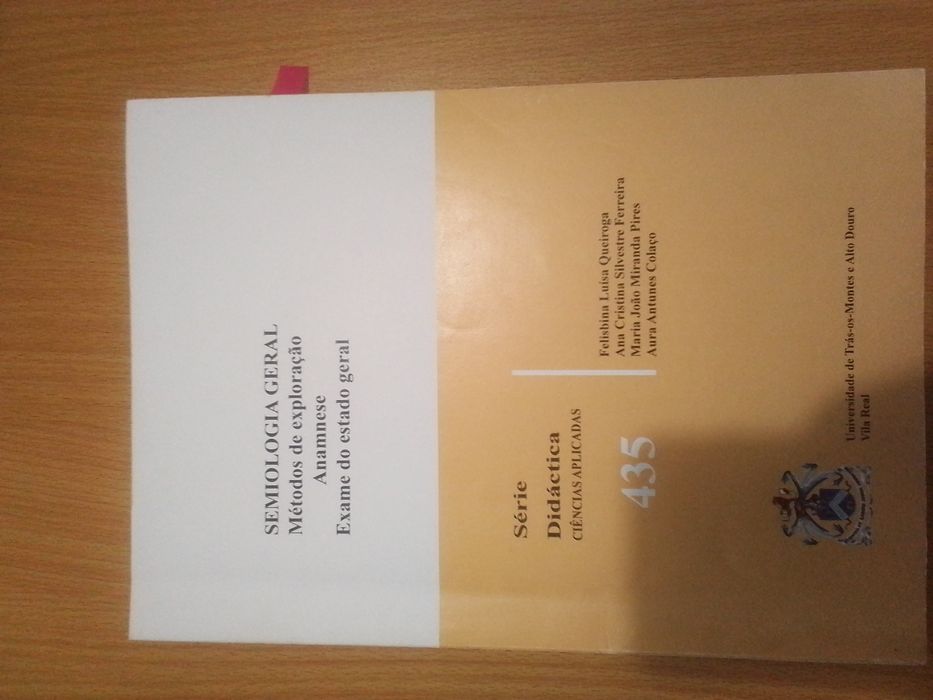 SEMIOLOGIA GERAL
Métodos de exploração
Anamnese
Exame do estado geral
Série
Didáctica
CIÊNCIAS APLICADAS
435
Felisbina Luísa Queiroga
Ana Cristina Silvestre Ferreira
Maria João Miranda Pires
Aura Antunes Colaço
Universidade de Trás-os-Montes e Alto Douro
Vila Real